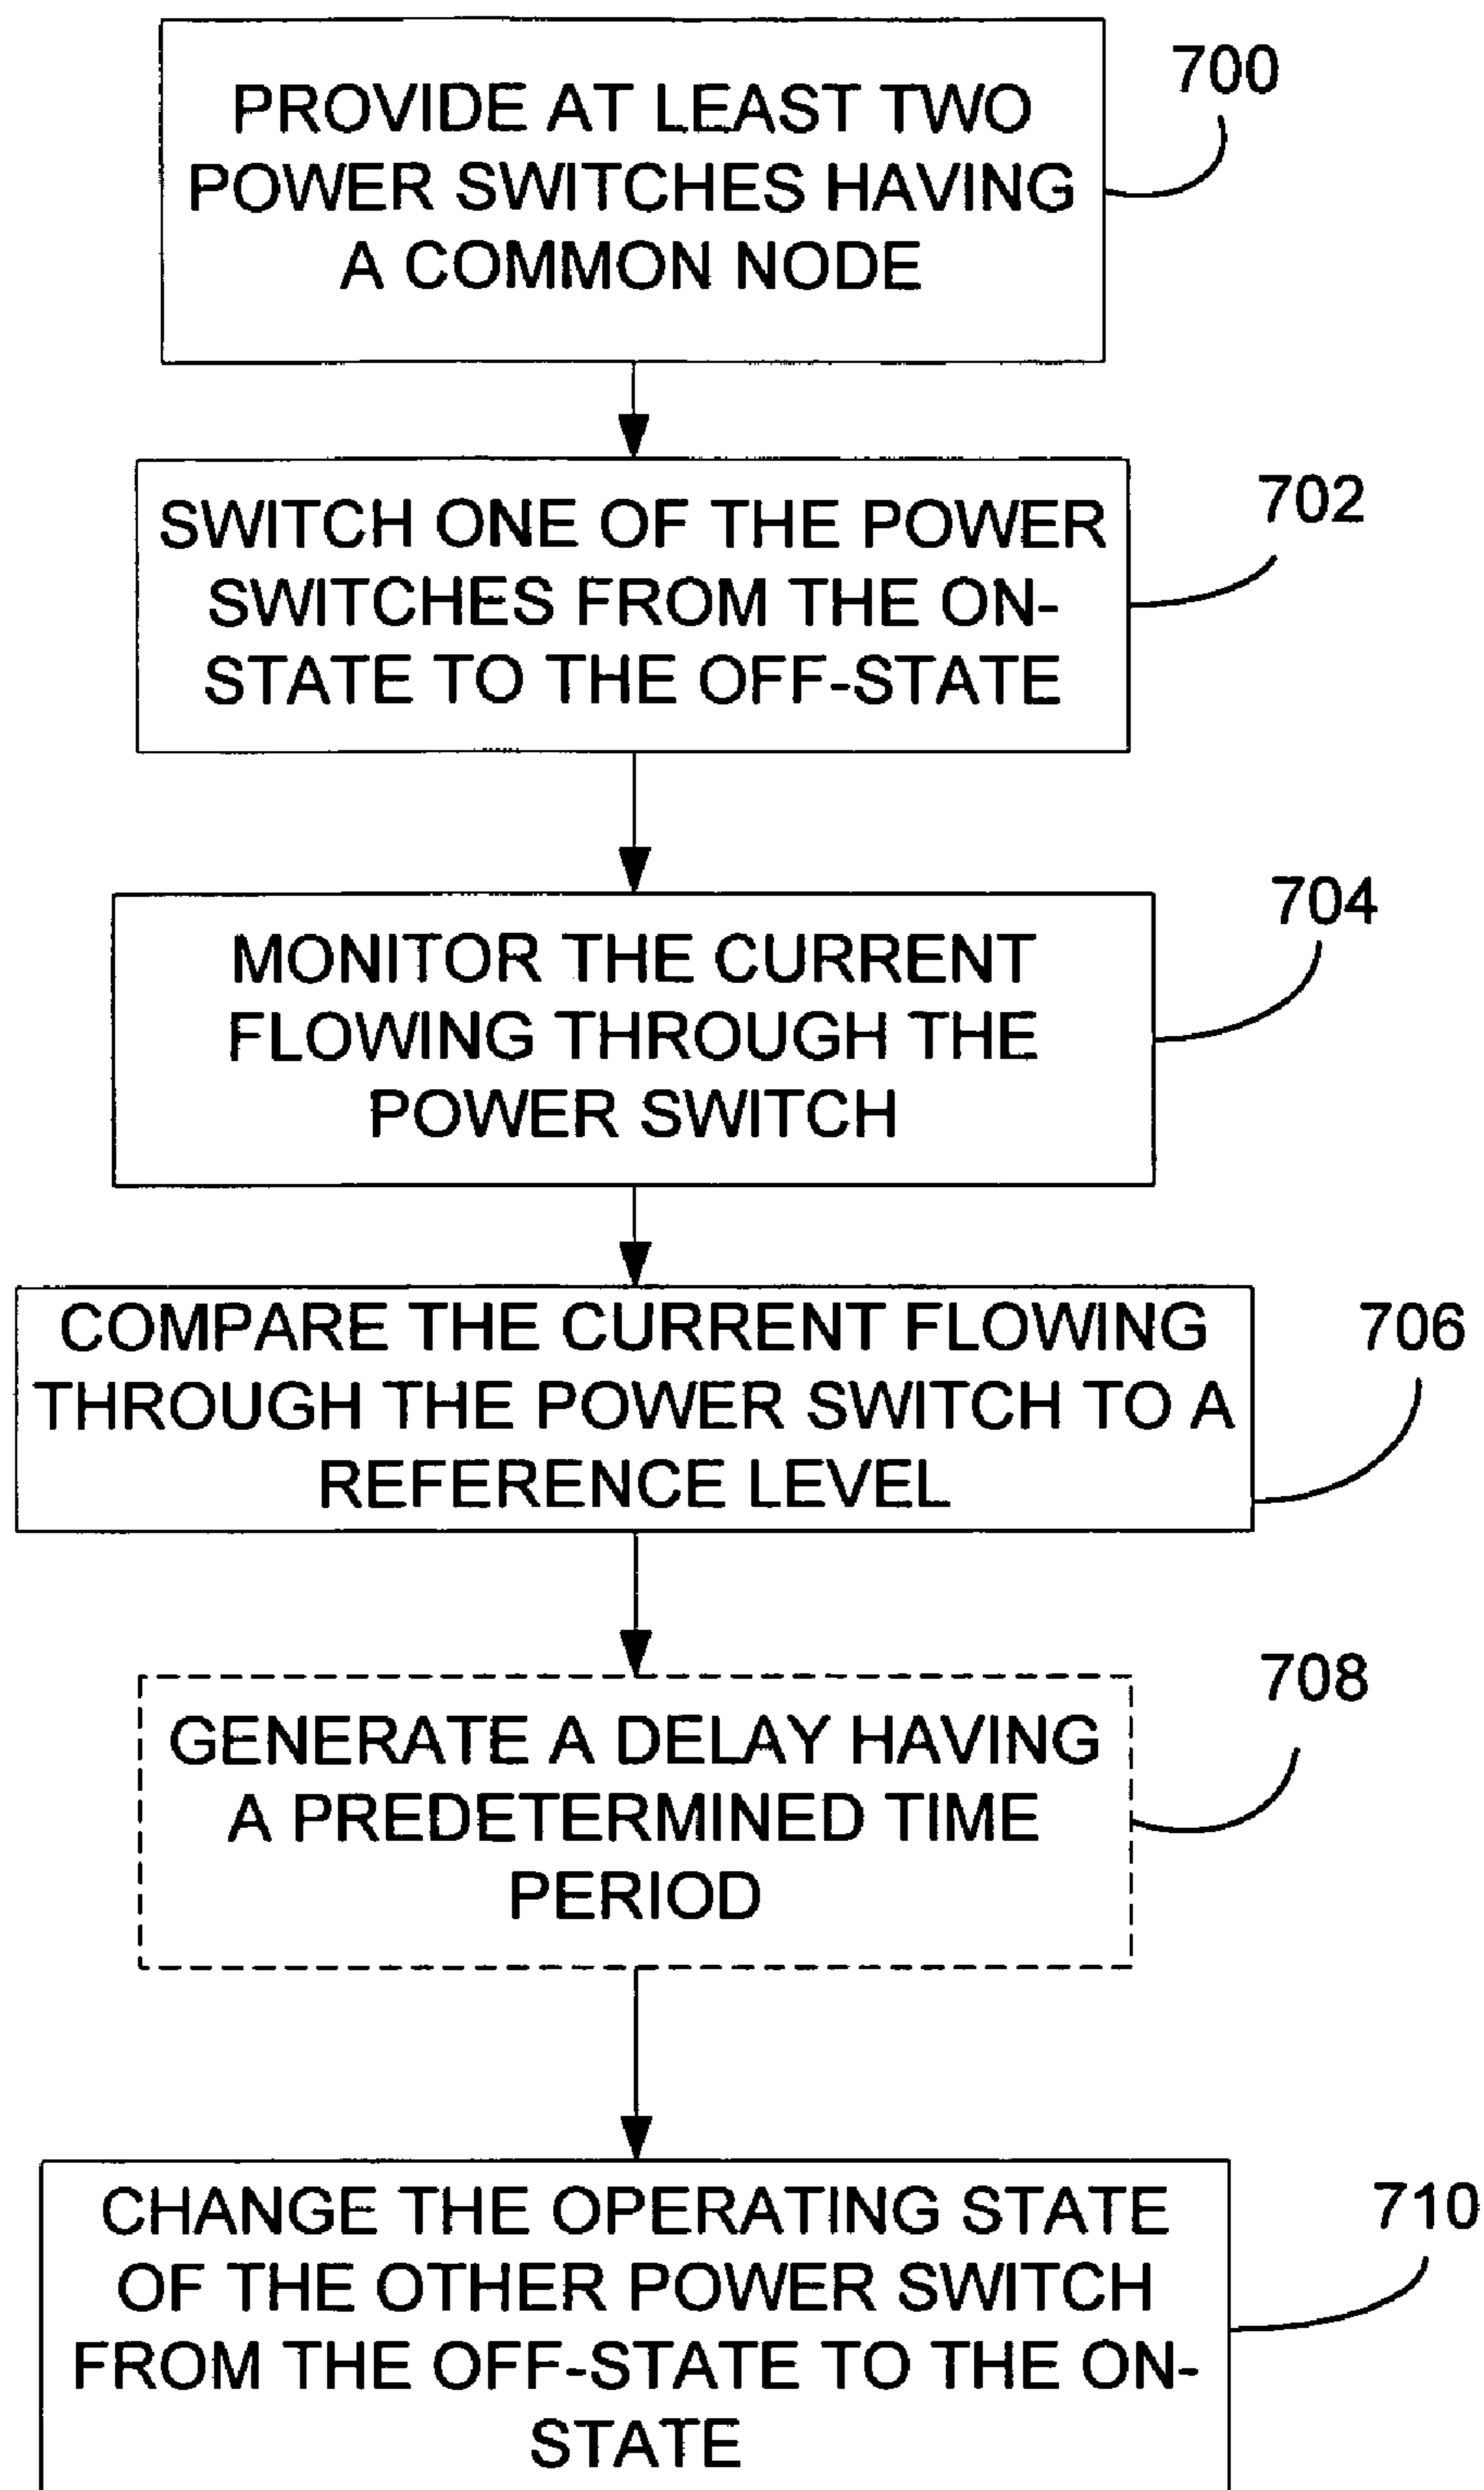 PROVIDE AT LEAST TWO
POWER SWITCHES HAVING
A COMMON NODE
700
SWITCH ONE OF THE POWER
SWITCHES FROM THE ON-
STATE TO THE OFF-STATE
702
MONITOR THE CURRENT
FLOWING THROUGH THE
POWER SWITCH
704
COMPARE THE CURRENT FLOWING
THROUGH THE POWER SWITCH TO A
REFERENCE LEVEL
706
GENERATE A DELAY HAVING
A PREDETERMINED TIME
PERIOD
708
CHANGE THE OPERATING STATE
OF THE OTHER POWER SWITCH
FROM THE OFF-STATE TO THE ON-
STATE
710